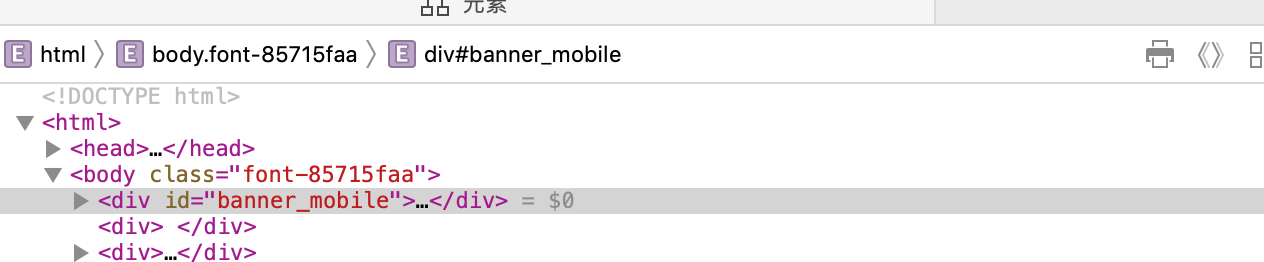 元素
E html E body.font-85715faa E div#banner_mobile
<!DOCTYPE html>
<html>
<head>…</head>
<body class="font-85715faa">
<div id="banner_mobile">…</div> = $0
<div> </div>
<div>…</div>